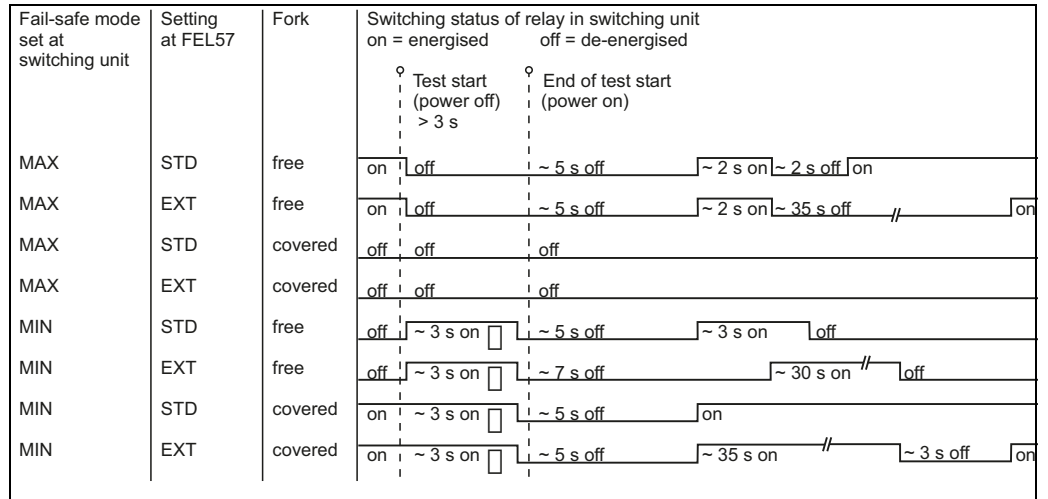 Fail-safe mode set at switching unit Setting at FEL57 Fork Switching status of relay in switching unit
on = energised off = de-energised
Test start (power off) > 3 s End of test start (power on)
MAX STD free on off ~ 5 s off ~ 2 s on ~ 2 s off on
MAX EXT free on off ~ 5 s off ~ 2 s on ~ 35 s off on
MAX STD covered off off off
MAX EXT covered off off off
MIN STD free off ~ 3 s on ~ 5 s off ~ 3 s on off
MIN EXT free off ~ 3 s on ~ 7 s off ~ 30 s on off
MIN STD covered on ~ 3 s on ~ 5 s off on
MIN EXT covered on ~ 3 s on ~ 5 s off ~ 35 s on ~ 3 s off on